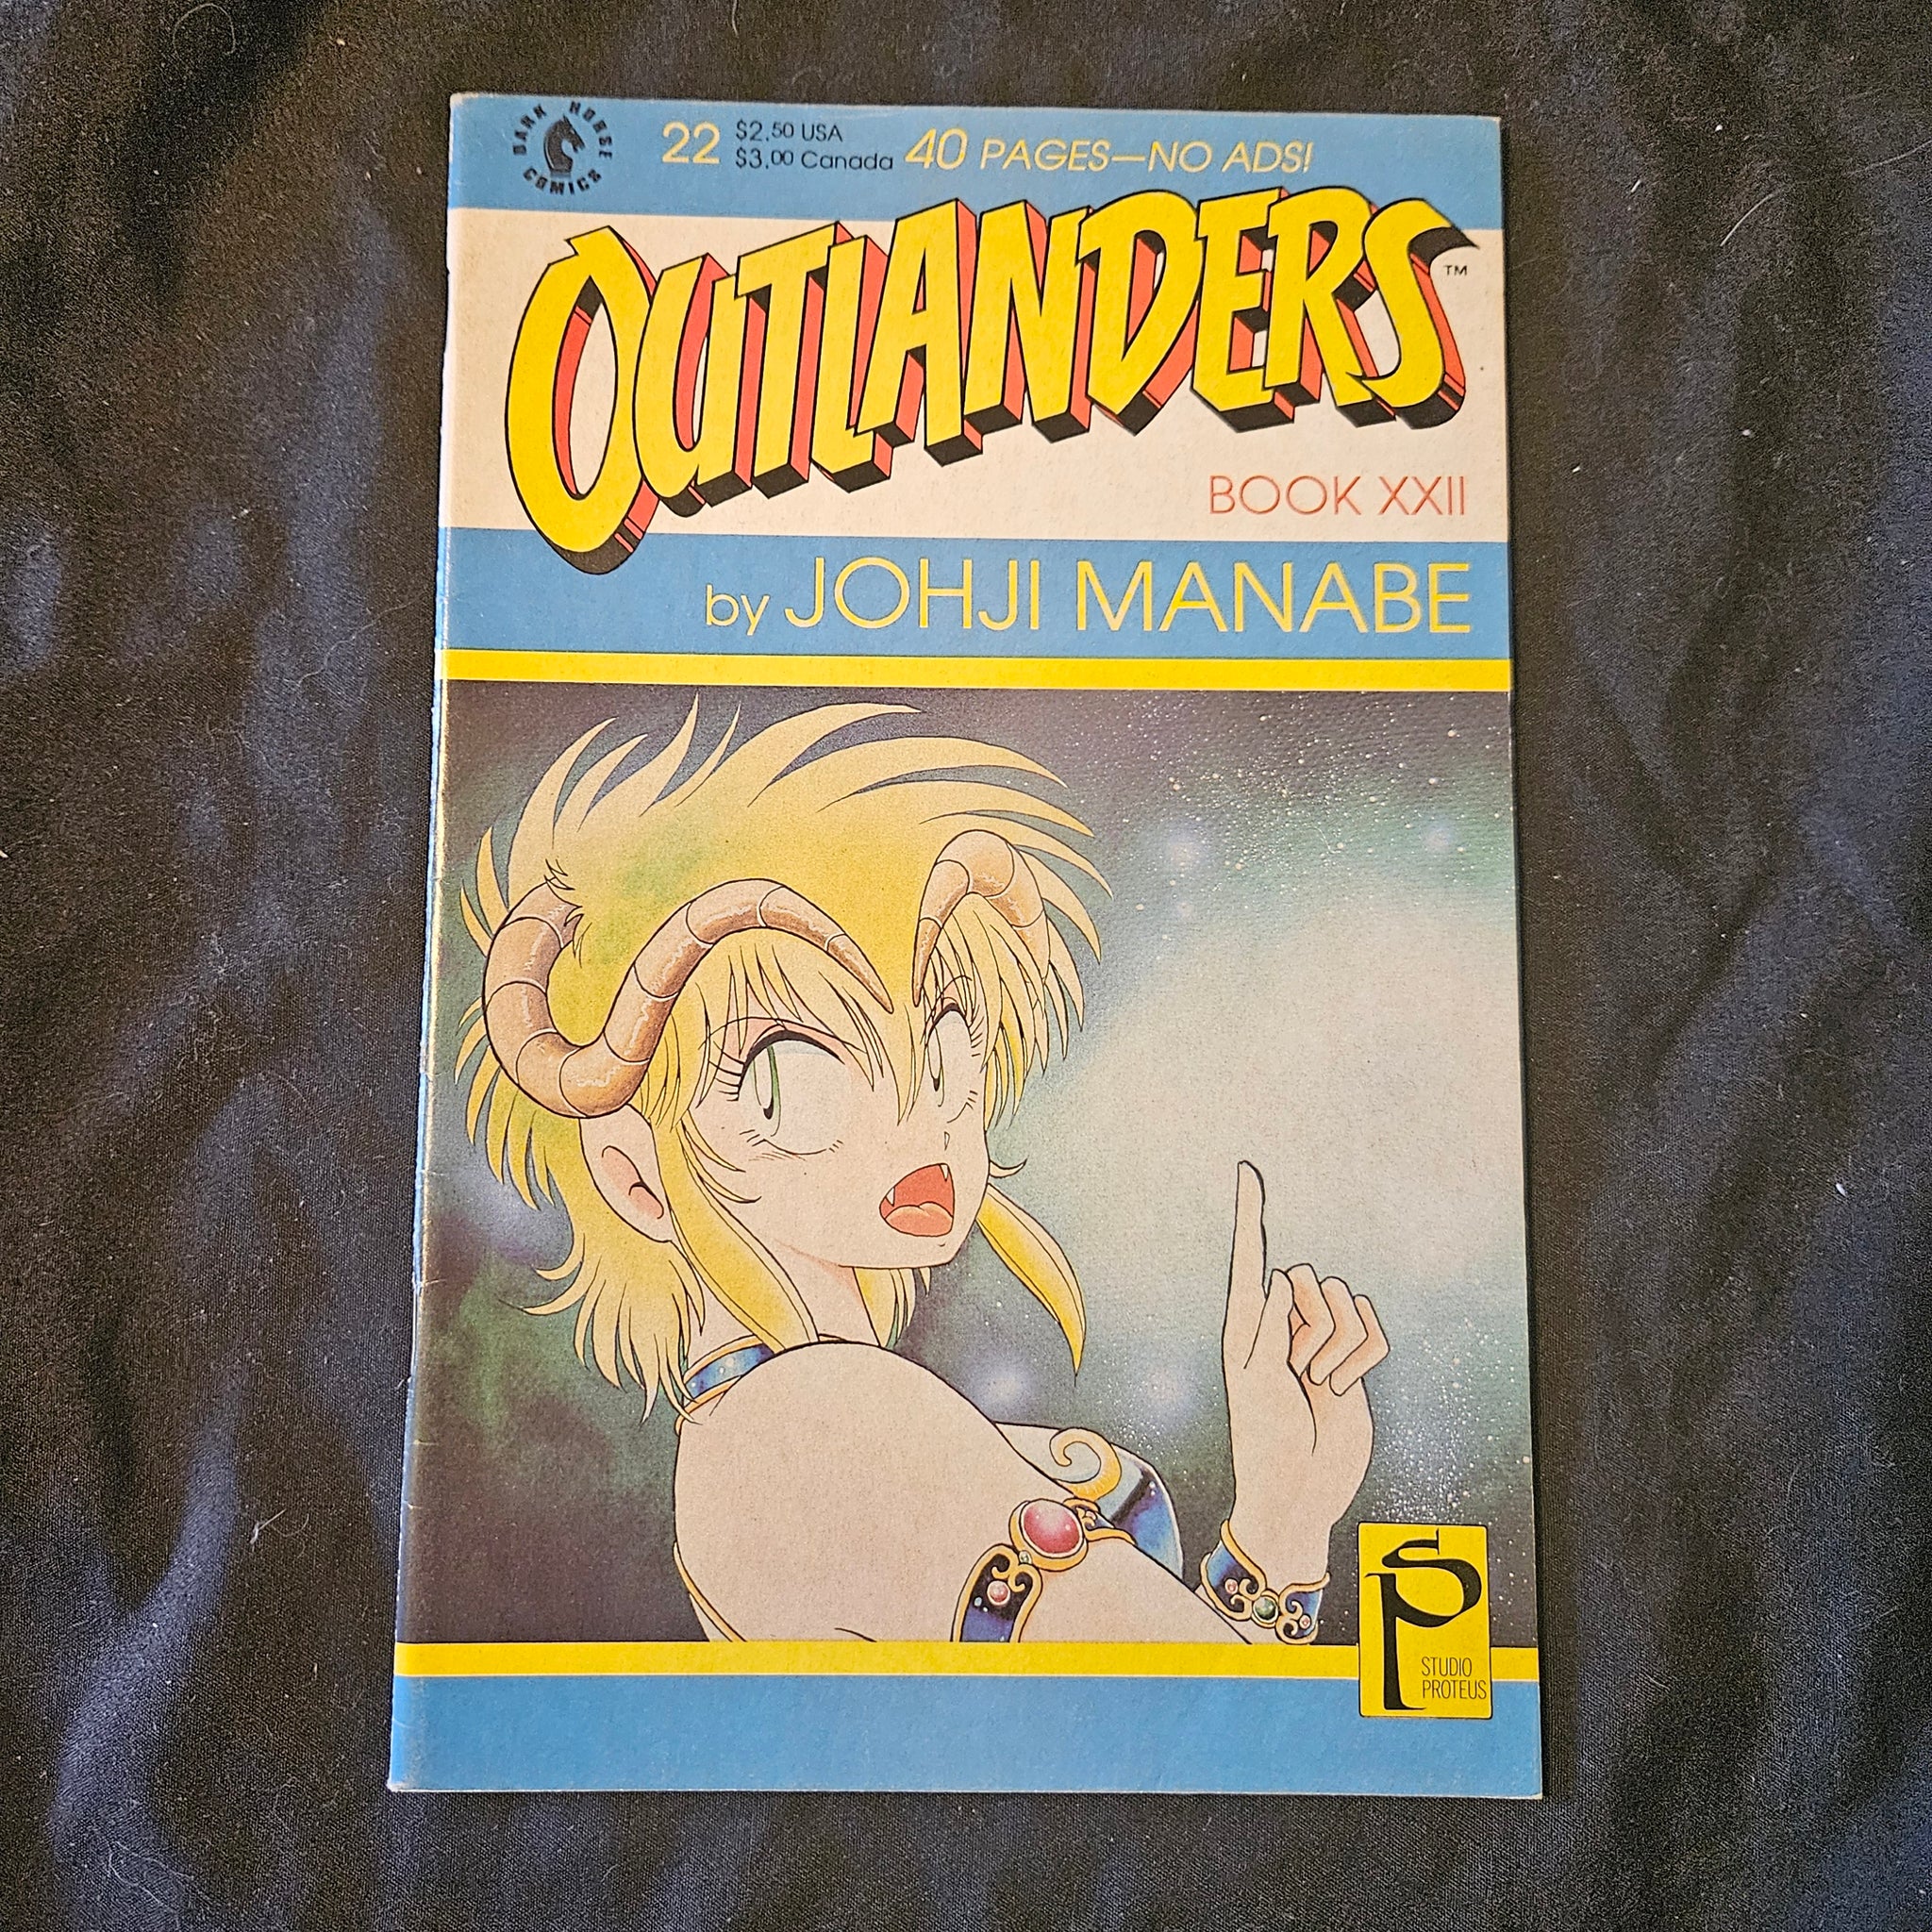 DARK HORSE COMICS
22
$2.50 USA
$3.00 Canada
40 PAGES—NO ADS!
OUTLANDERS™
BOOK XXII
by JOHJI MANABE
SP
STUDIO
PROTEUS